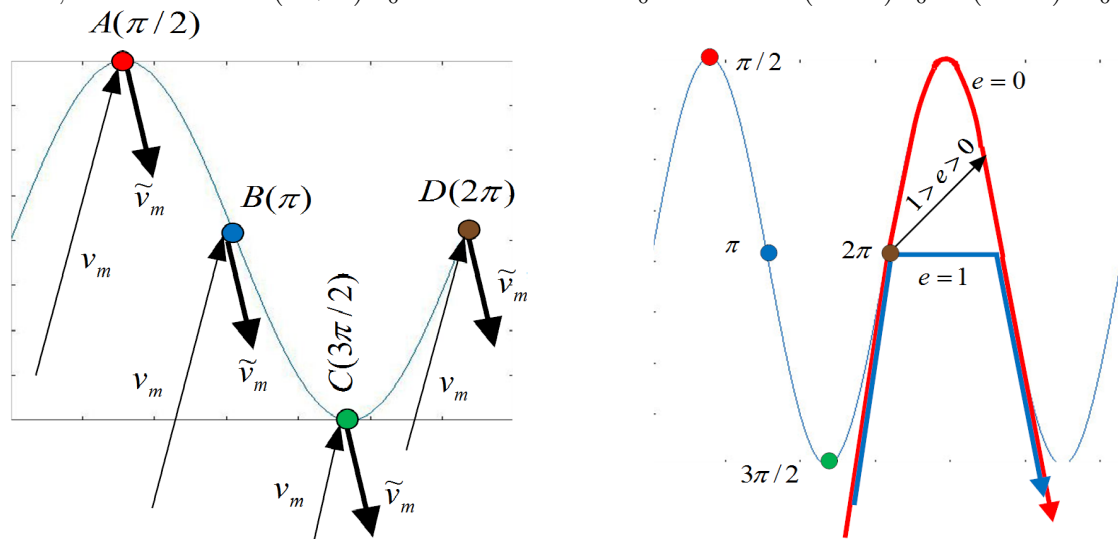 A(π/2)
B(π)
D(2π)
C(3π/2)
v_m
ṽ_m
v_m
ṽ_m
v_m
ṽ_m
v_m
ṽ_m
π/2
e = 0
1 > e > 0
π
2π
e = 1
3π/2